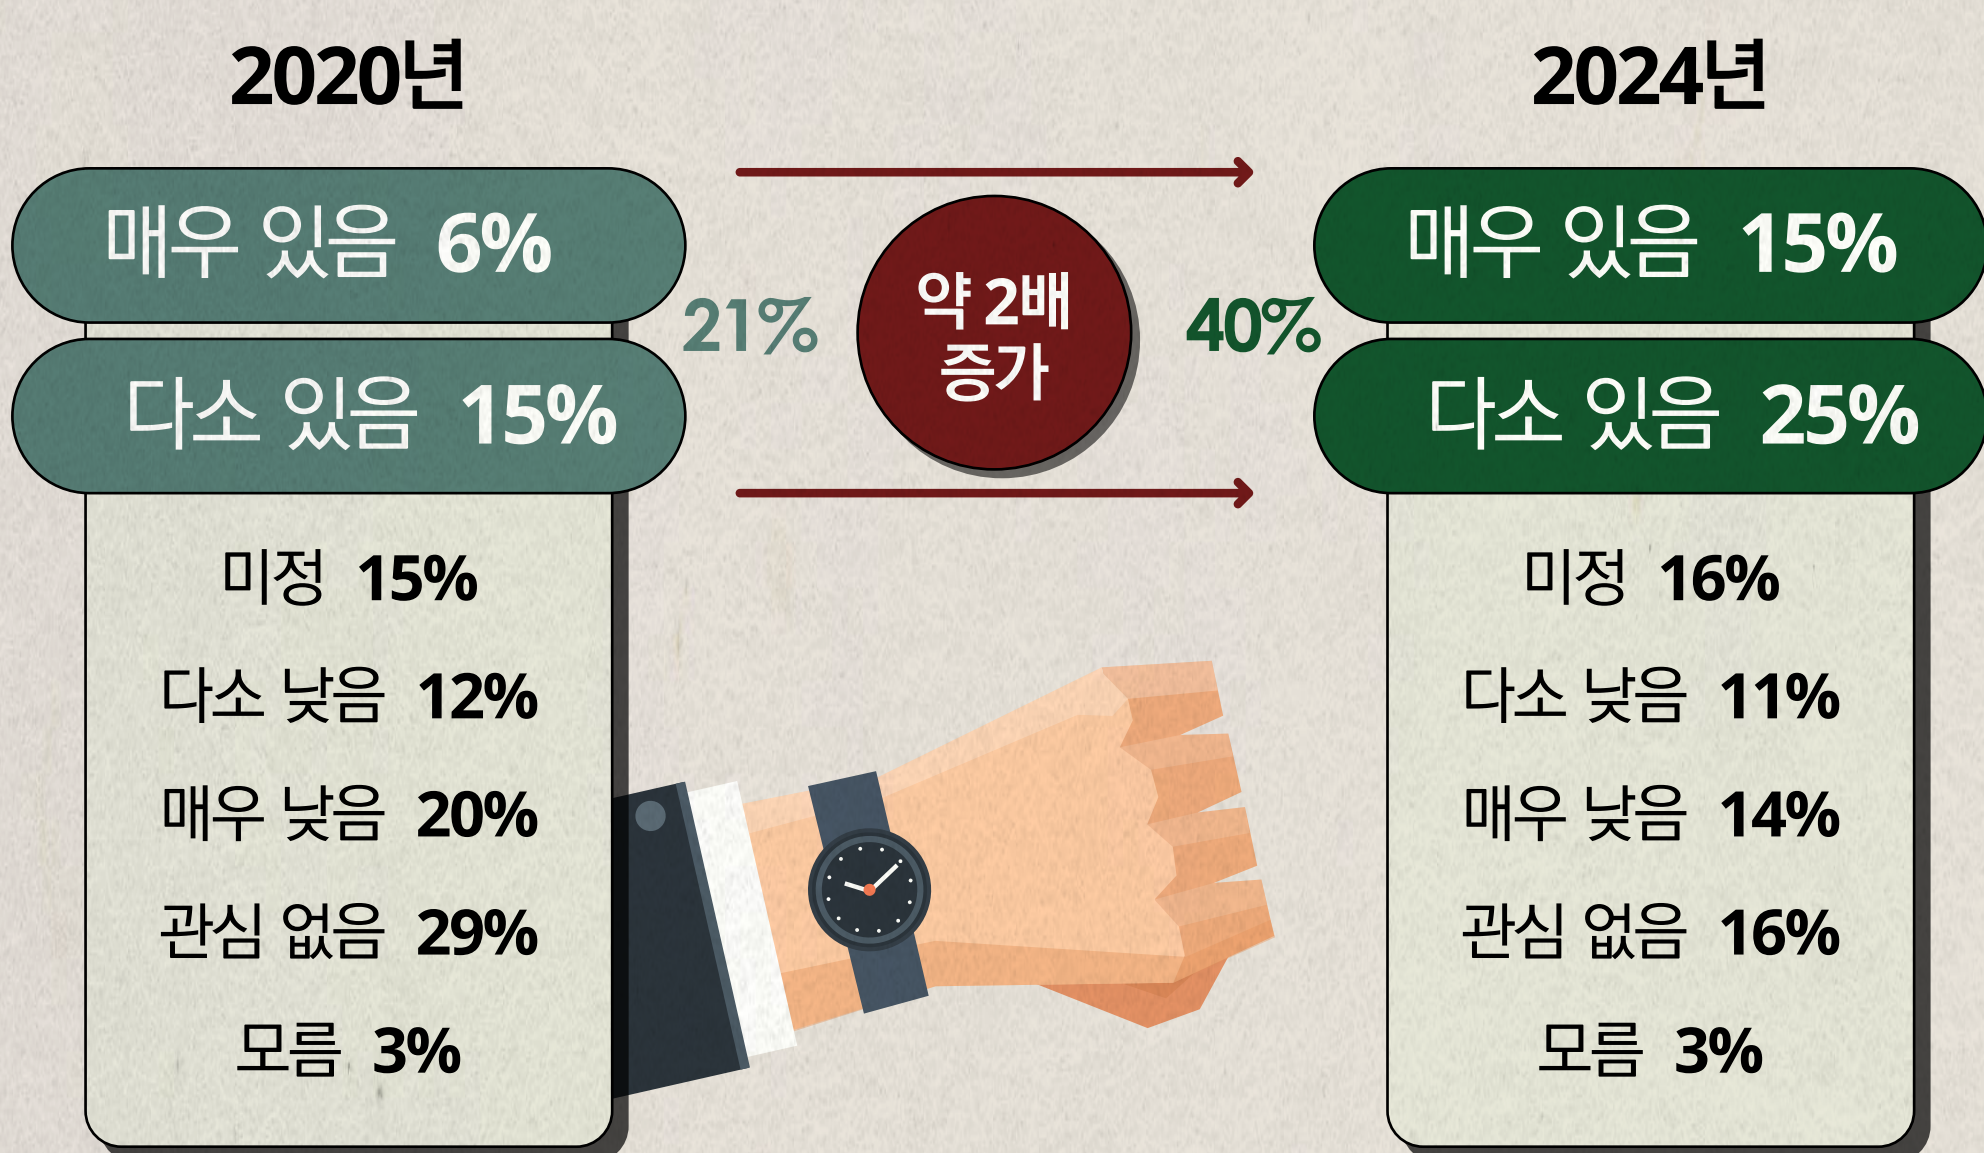 2020년
매우 있음 6%
다소 있음 15%
미정 15%
다소 낮음 12%
매우 낮음 20%
관심 없음 29%
모름 3%
21%
약 2배
증가
40%
2024년
매우 있음 15%
다소 있음 25%
미정 16%
다소 낮음 11%
매우 낮음 14%
관심 없음 16%
모름 3%